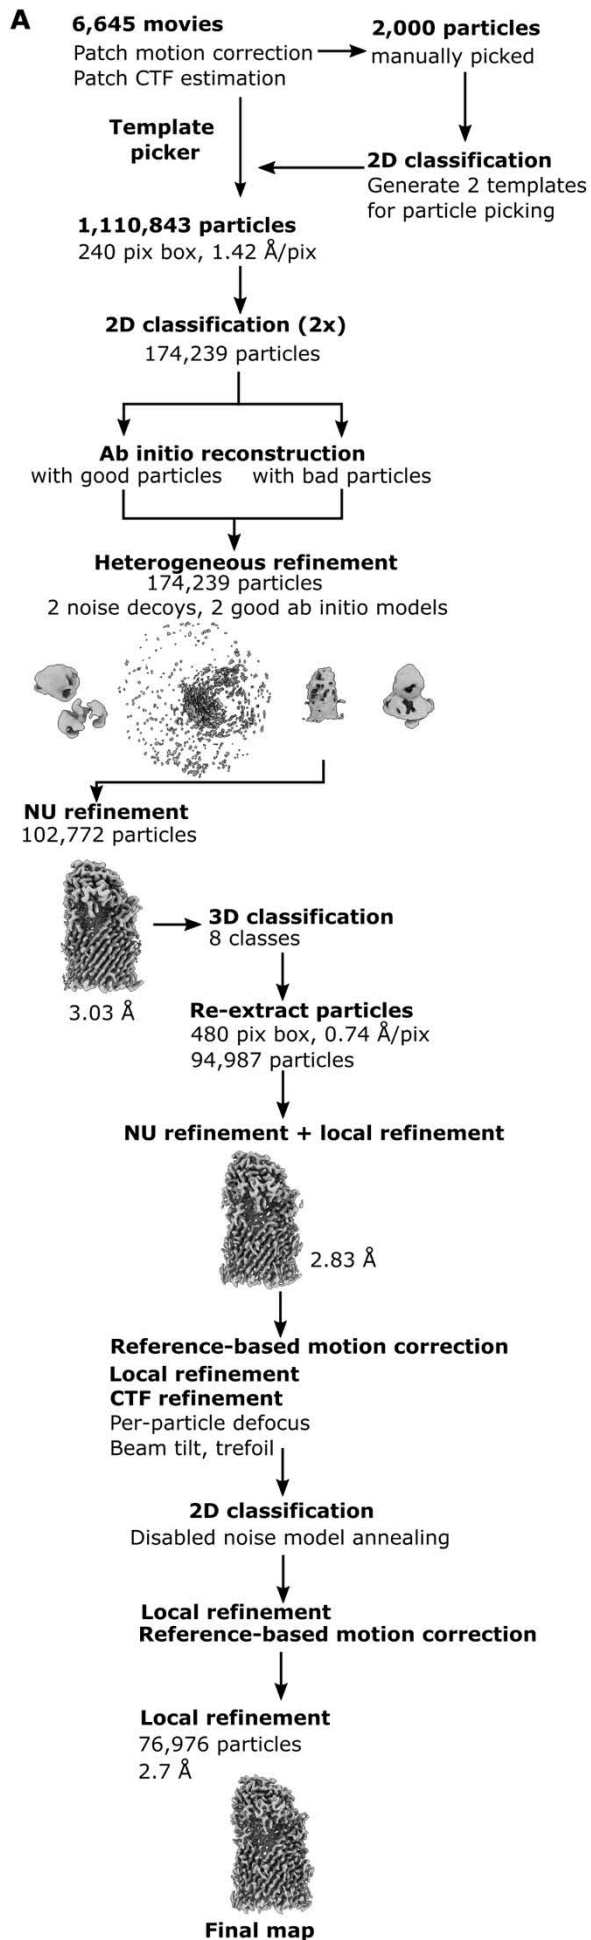 A
6,645 movies
Patch motion correction
Patch CTF estimation
2,000 particles
manually picked
Template
picker
2D classification
Generate 2 templates
for particle picking
1,110,843 particles
240 pix box, 1.42 Å/pix
2D classification (2x)
174,239 particles
Ab initio reconstruction
with good particles
with bad particles
Heterogeneous refinement
174,239 particles
2 noise decoys, 2 good ab initio models
NU refinement
102,772 particles
3.03 Å
3D classification
8 classes
Re-extract particles
480 pix box, 0.74 Å/pix
94,987 particles
NU refinement + local refinement
2.83 Å
Reference-based motion correction
Local refinement
CTF refinement
Per-particle defocus
Beam tilt, trefoil
2D classification
Disabled noise model annealing
Local refinement
Reference-based motion correction
Local refinement
76,976 particles
2.7 Å
Final map